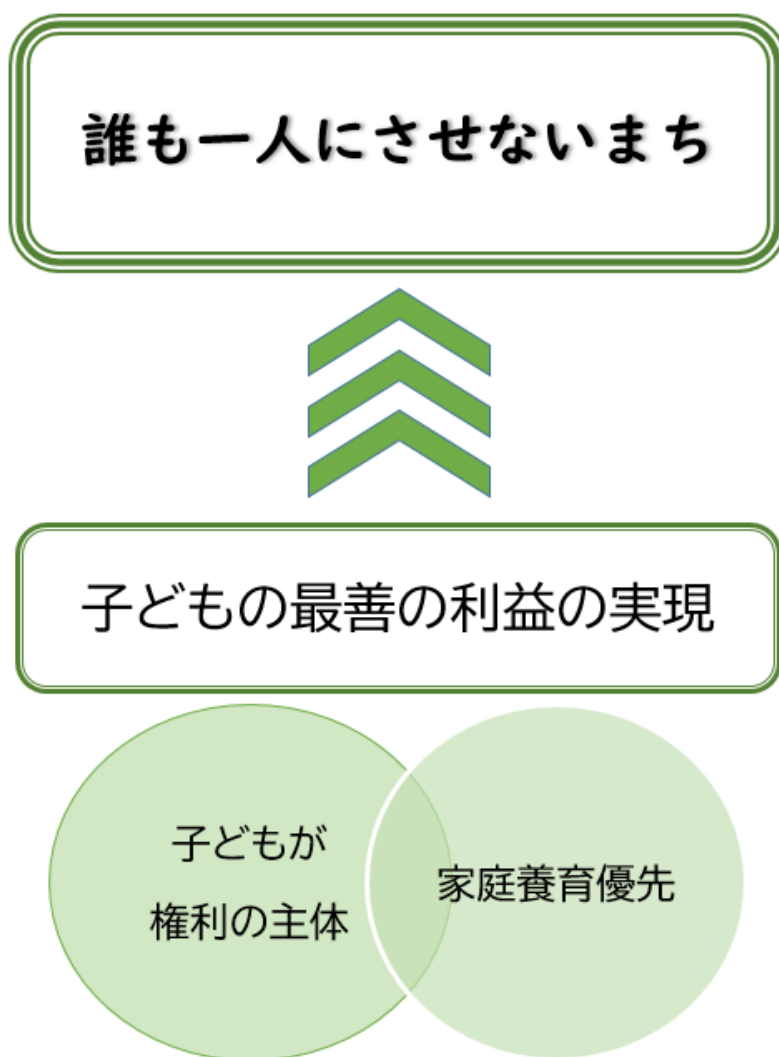 誰も一人にさせないまち
子どもの最善の利益の実現
子どもが
権利の主体
家庭養育優先